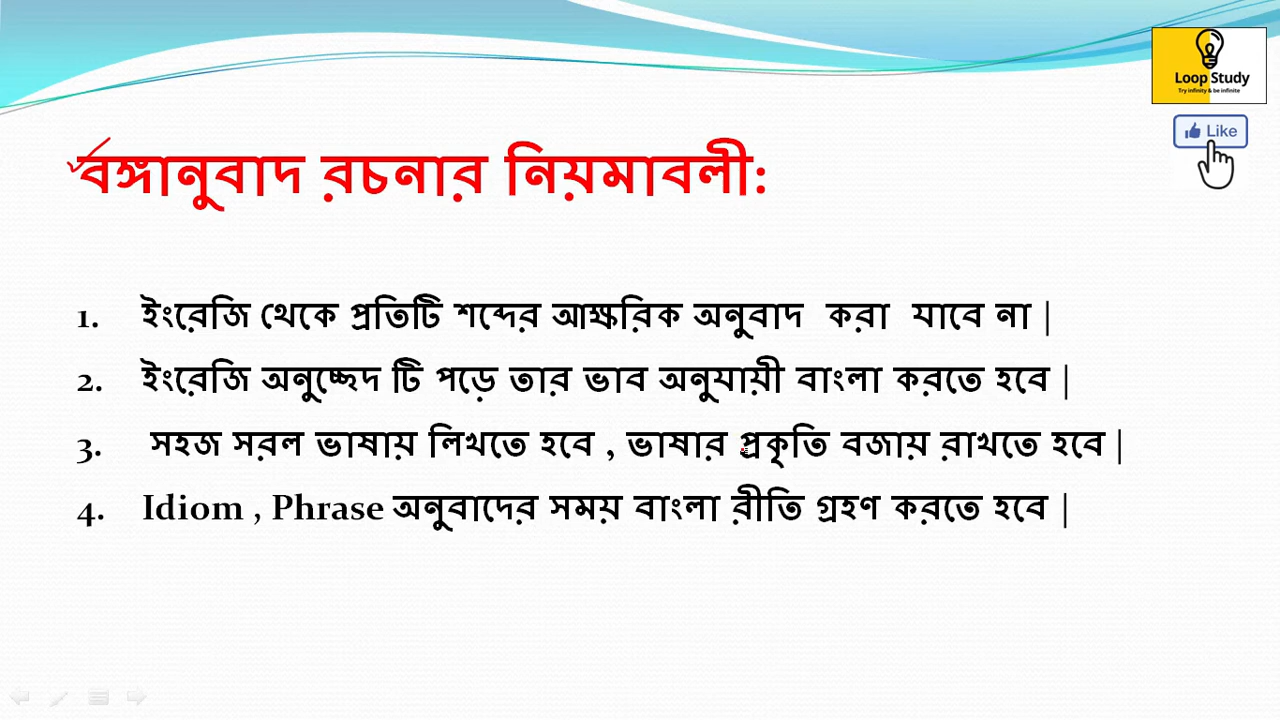 Loop Study
Try infinity & be infinite
Like
বঙ্গানুবাদ রচনার নিয়মাবলী:
1. ইংরেজি থেকে প্রতিটি শব্দের আক্ষরিক অনুবাদ করা যাবে না |
2. ইংরেজি অনুচ্ছেদ টি পড়ে তার ভাব অনুযায়ী বাংলা করতে হবে |
3. সহজ সরল ভাষায় লিখতে হবে , ভাষার প্রকৃতি বজায় রাখতে হবে |
4. Idiom , Phrase অনুবাদের সময় বাংলা রীতি গ্রহণ করতে হবে |